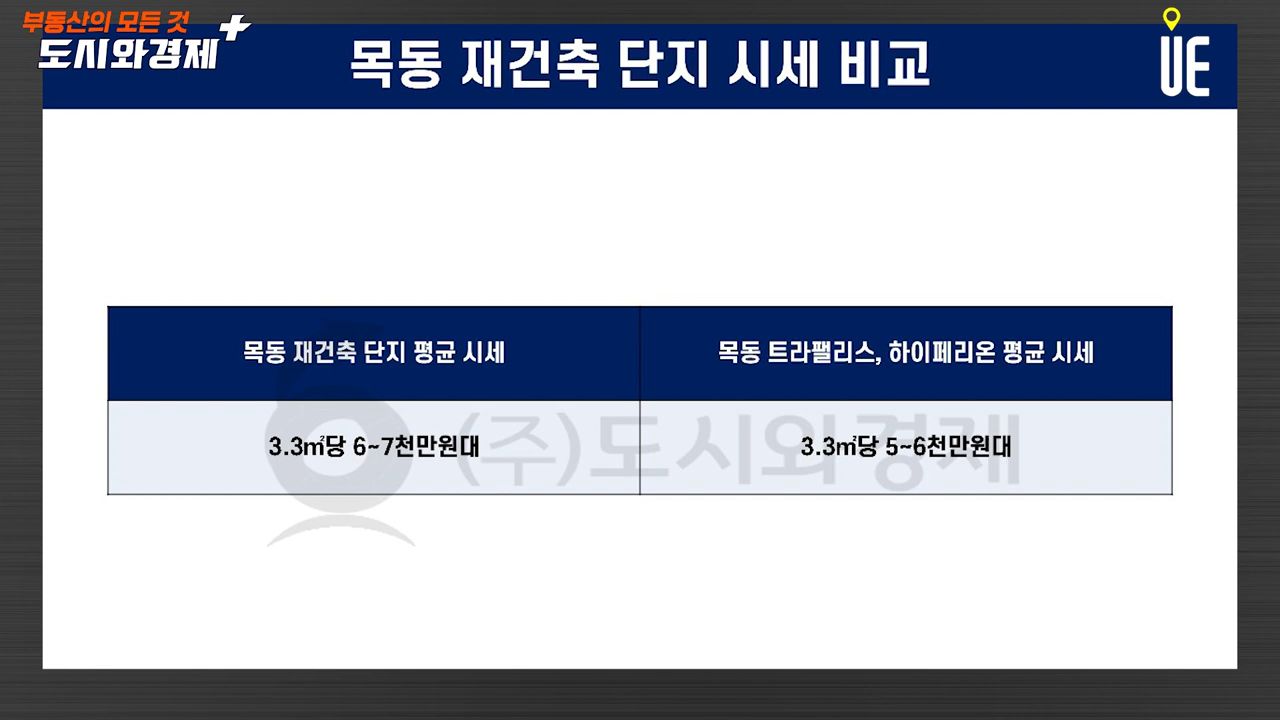 부동산의 모든 것
도시와경제+
목동 재건축 단지 시세 비교
UE
목동 재건축 단지 평균 시세
목동 트라팰리스, 하이페리온 평균 시세
3.3㎡당 6~7천만원대
3.3㎡당 5~6천만원대
(주)도시와경제